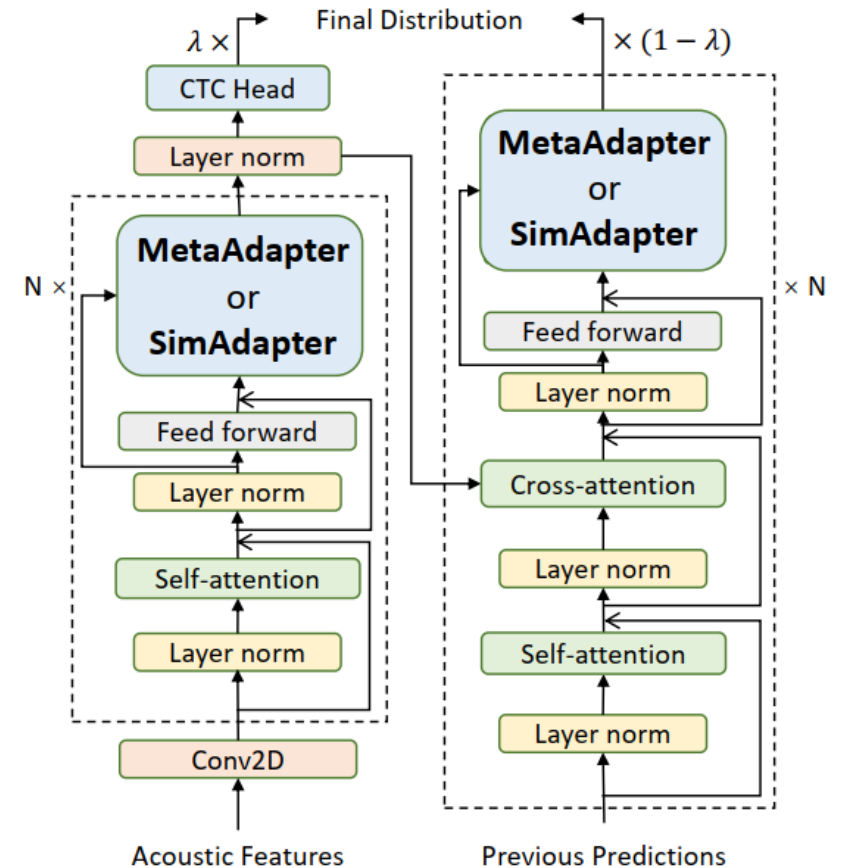 Final Distribution
λ ×
× (1 − λ)
CTC Head
Layer norm
MetaAdapter
or
SimAdapter
N ×
Feed forward
Layer norm
Self-attention
Layer norm
Conv2D
Acoustic Features
MetaAdapter
or
SimAdapter
× N
Feed forward
Layer norm
Cross-attention
Layer norm
Self-attention
Layer norm
Previous Predictions